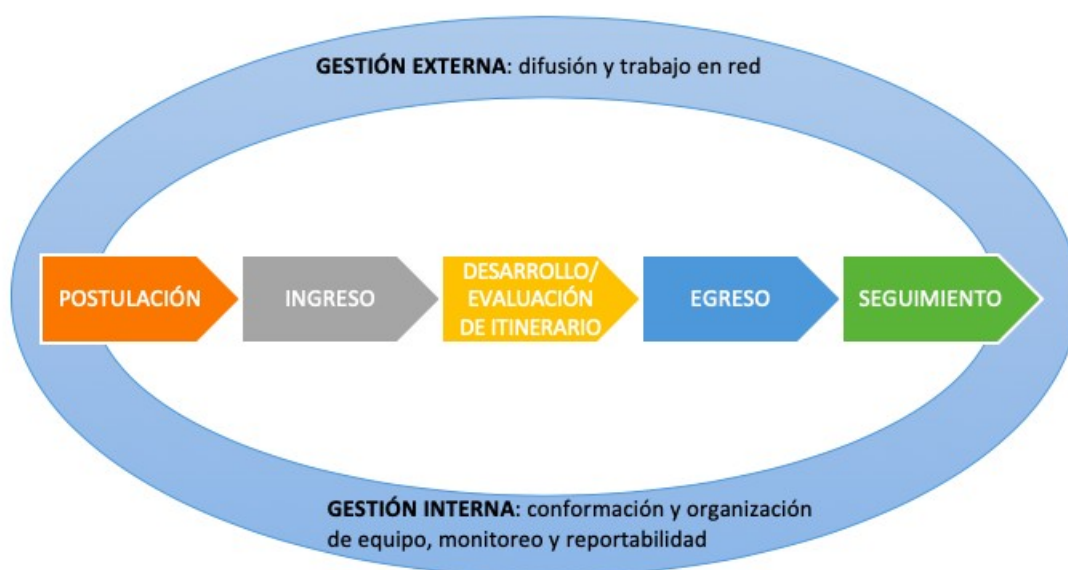 GESTIÓN EXTERNA: difusión y trabajo en red
POSTULACIÓN
INGRESO
DESARROLLO/
EVALUACIÓN
DE ITINERARIO
EGRESO
SEGUIMIENTO
GESTIÓN INTERNA: conformación y organización
de equipo, monitoreo y reportabilidad